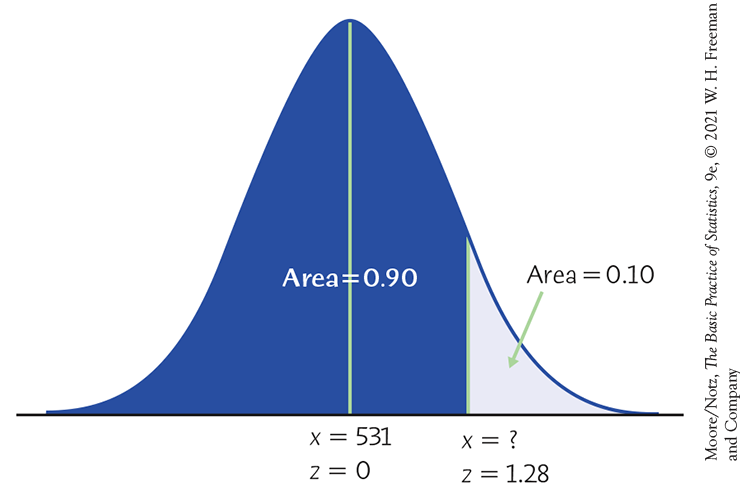 Area=0.90
Area = 0.10
x = 531
z = 0
x = ?
z = 1.28
Moore/Notz, The Basic Practice of Statistics, 9e, © 2021 W. H. Freeman
and Company